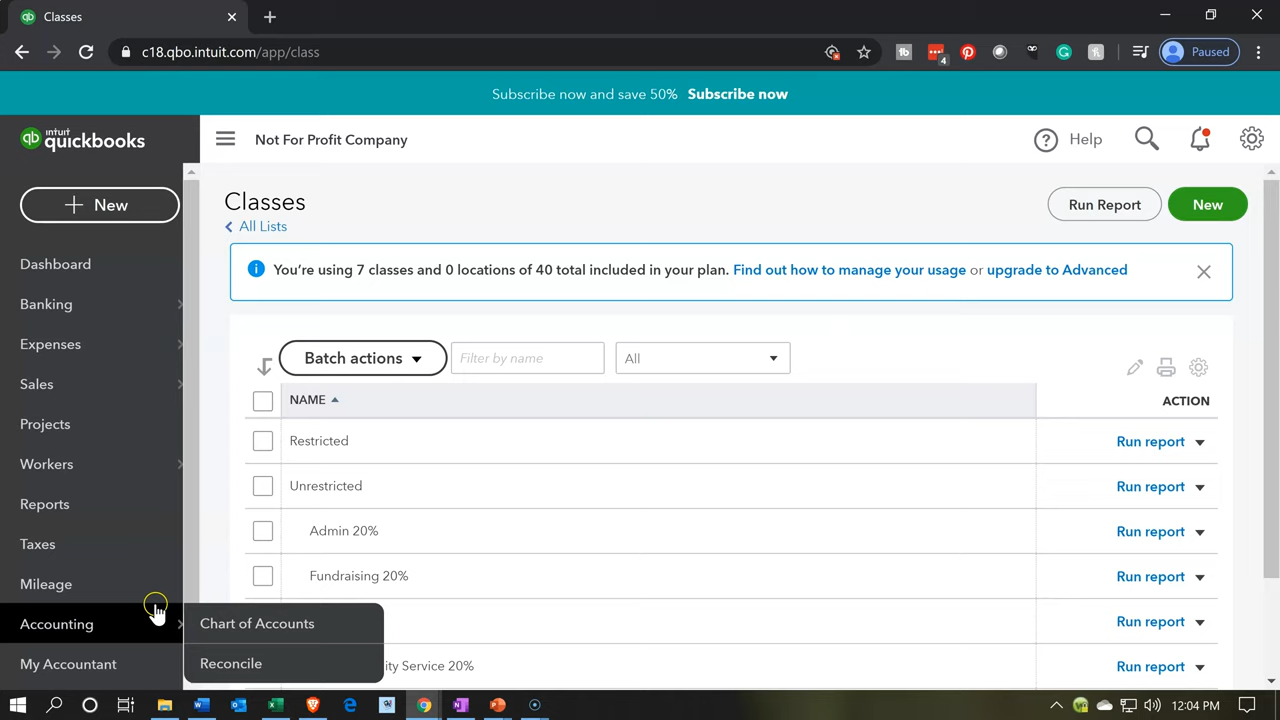 Classes
c18.qbo.intuit.com/app/class
4
Paused
Subscribe now and save 50% Subscribe now
qb intuit quickbooks
Not For Profit Company
? Help
+ New
Classes
All Lists
Run Report
New
You're using 7 classes and 0 locations of 40 total included in your plan. Find out how to manage your usage or upgrade to Advanced
Dashboard
Banking
Expenses
Sales
Projects
Workers
Reports
Taxes
Mileage
Accounting
My Accountant
Batch actions
Filter by name
All
NAME
ACTION
Restricted
Run report
Unrestricted
Run report
Admin 20%
Run report
Fundraising 20%
Run report
Run report
ity Service 20%
Run report
Chart of Accounts
Reconcile
12:04 PM